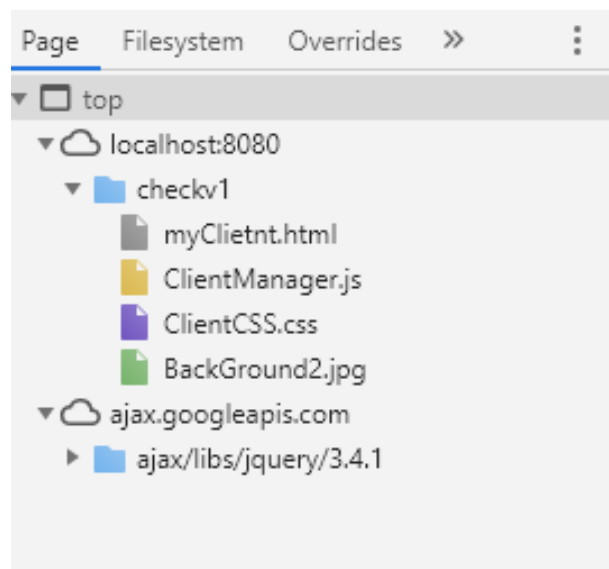 Page Filesystem Overrides »
top
localhost:8080
checkv1
myClietnt.html
ClientManager.js
ClientCSS.css
BackGround2.jpg
ajax.googleapis.com
ajax/libs/jquery/3.4.1